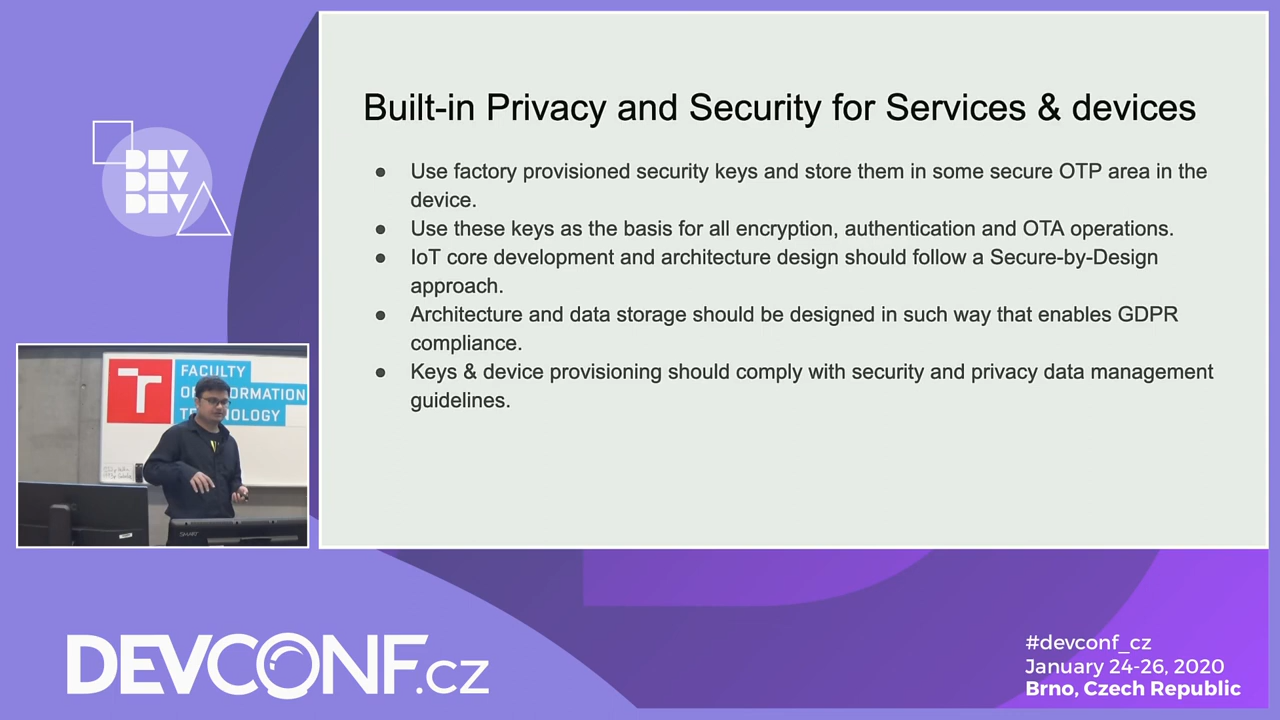 Built-in Privacy and Security for Services & devices
● Use factory provisioned security keys and store them in some secure OTP area in the
device.
● Use these keys as the basis for all encryption, authentication and OTA operations.
● IoT core development and architecture design should follow a Secure-by-Design
approach.
● Architecture and data storage should be designed in such way that enables GDPR
compliance.
● Keys & device provisioning should comply with security and privacy data management
guidelines.
DEV
DEV
DEV
FACULTY
OF INFORMATION
TECHNOLOGY
SMART
DEVCONF.cz
#devconf_cz
January 24-26, 2020
Brno, Czech Republic